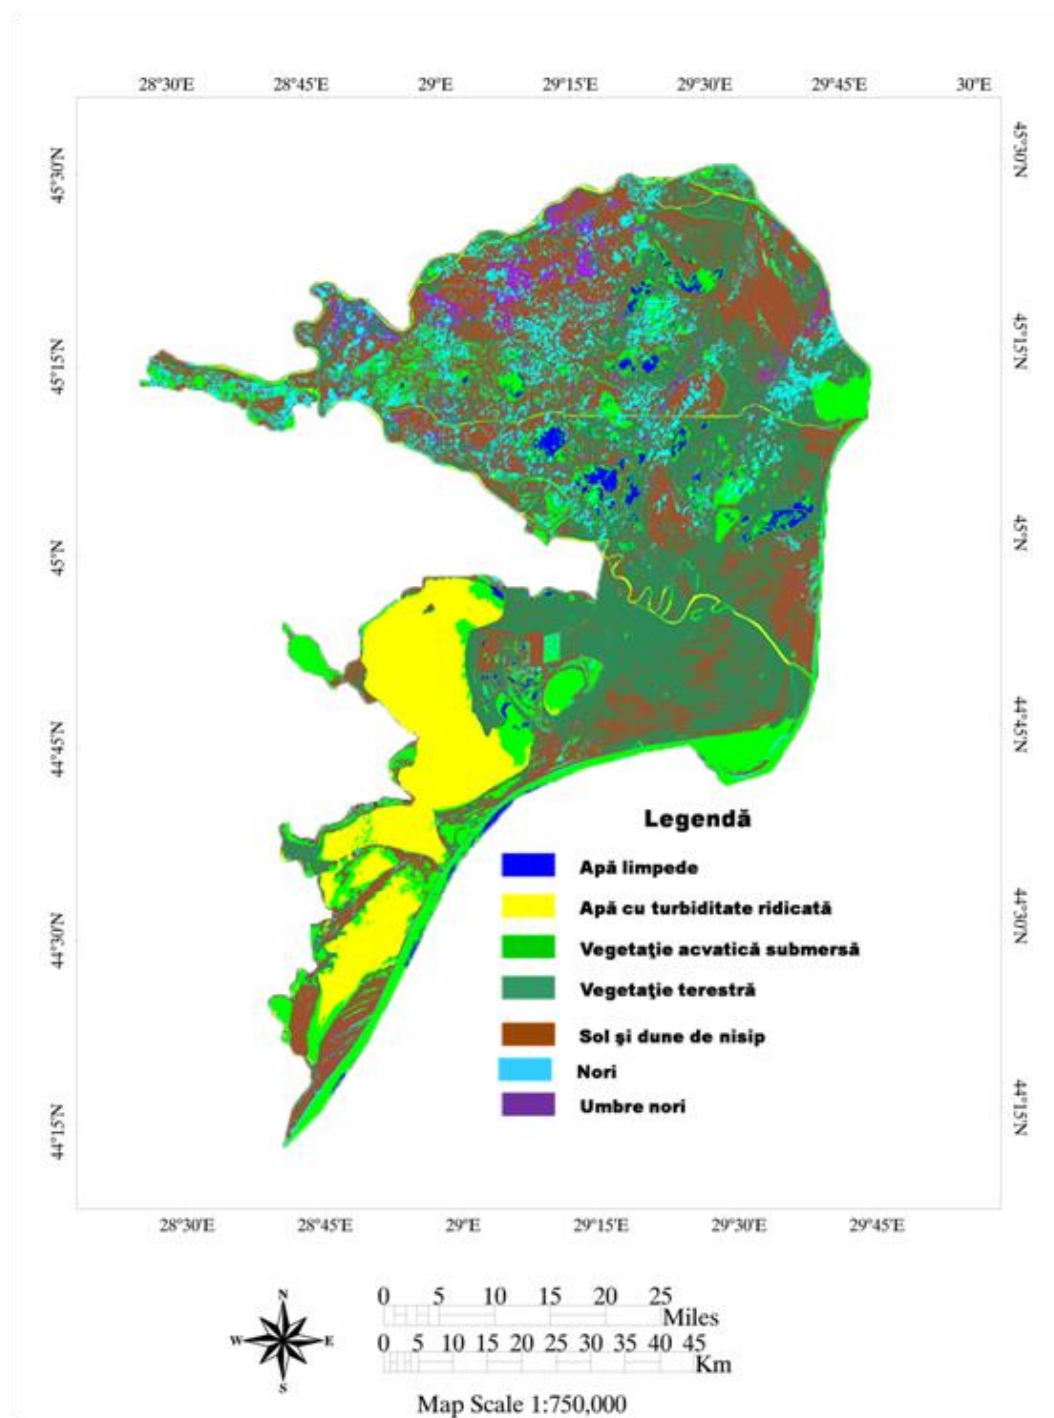 28°30'E 28°45'E 29°E 29°15'E 29°30'E 29°45'E 30°E
45°30'N 45°30'N
45°15'N 45°15'N
45°N 45°N
44°45'N 44°45'N
Legendă
Apă limpede
Apă cu turbiditate ridicată
44°30'N 44°30'N
Vegetaţie acvatică submersă
Vegetaţie terestră
Sol şi dune de nisip
Nori
Umbre nori
44°15'N 44°15'N
28°30'E 28°45'E 29°E 29°15'E 29°30'E 29°45'E
N
W E
S
0 5 10 15 20 25
Miles
0 5 10 15 20 25 30 35 40 45
Km
Map Scale 1:750,000